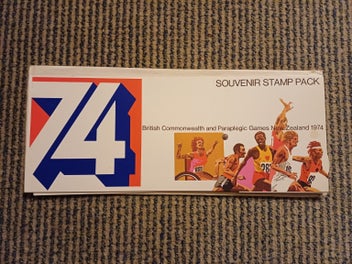 SOUVENIR STAMP PACK
74
British Commonwealth and Paraplegic Games New Zealand 1974